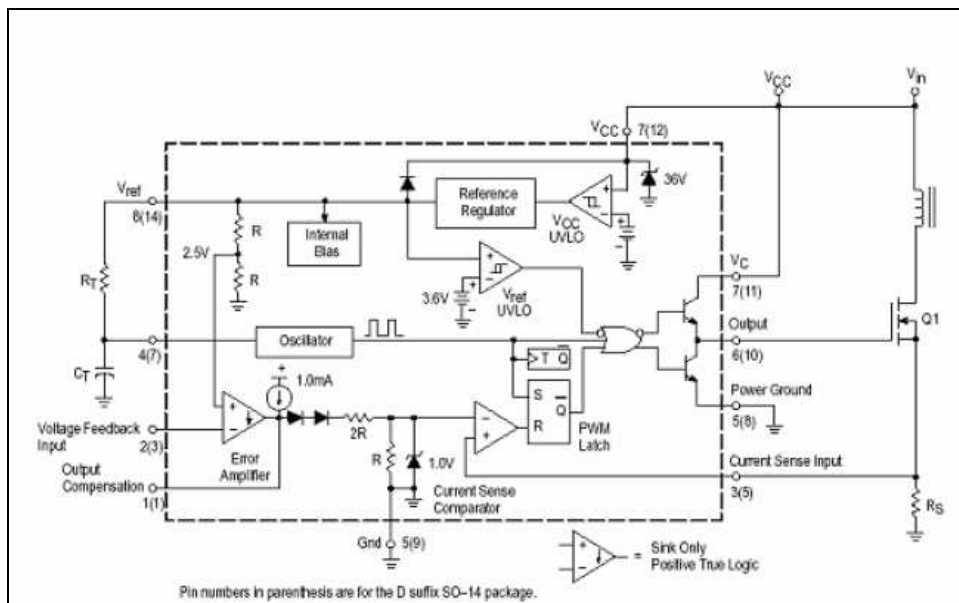 VCC
Vin
VCC
7(12)
36V
Vref
8(14)
Reference
Regulator
VCC
UVLO
+
−
+
−
R
Internal
Bias
2.5V
R
RT
+
−
3.6V
+
−
Vref
UVLO
VC
7(11)
Output
6(10)
Q1
Oscillator
4(7)
CT
T Q
+
1.0mA
S
R
Q
PWM
Latch
Power Ground
5(8)
+
−
Voltage Feedback
Input
2(3)
Error
Amplifier
2R
R
1.0V
−
+
Current Sense
Comparator
Current Sense Input
3(5)
RS
Output
Compensation
1(1)
Gnd
5(9)
+
−
= Sink Only
Positive True Logic
Pin numbers in parenthesis are for the D suffix SO–14 package.